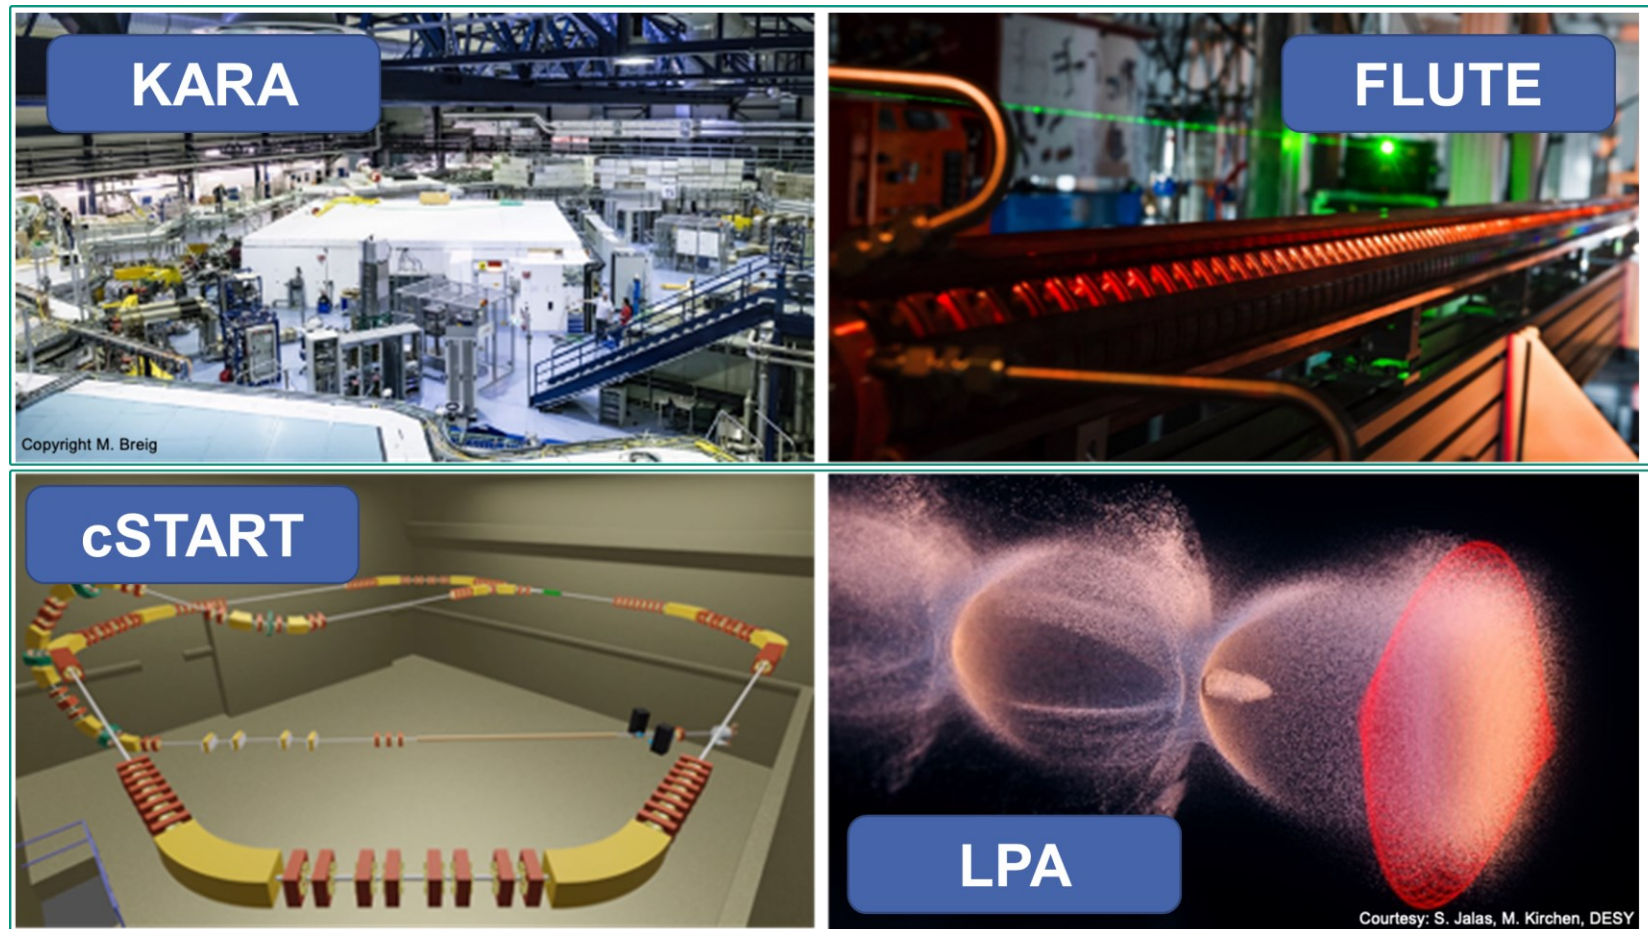 KARA
FLUTE
Copyright M. Breig
cSTART
LPA
Courtesy: S. Jalas, M. Kirchen, DESY